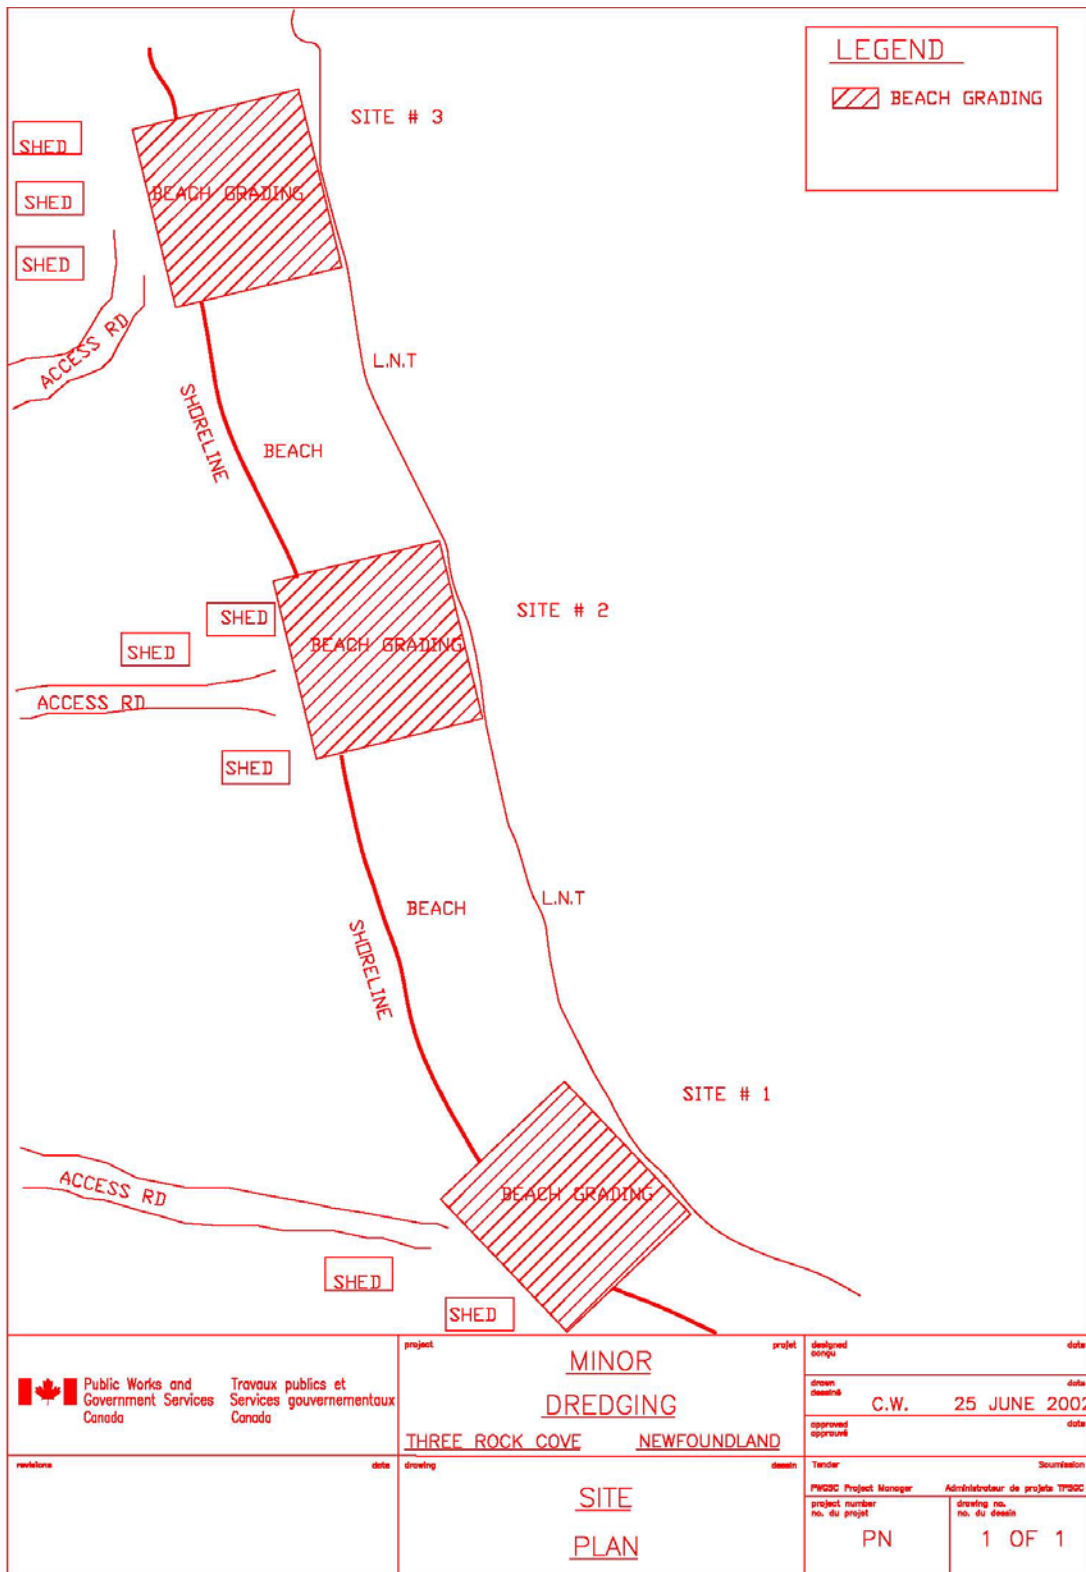 LEGEND
BEACH GRADING
SITE # 3
SHED
BEACH GRADING
SHED
SHED
ACCESS RD
L.N.T
SHORELINE
BEACH
SITE # 2
SHED
BEACH GRADING
SHED
ACCESS RD
SHED
L.N.T
BEACH
SHORELINE
SITE # 1
ACCESS RD
BEACH GRADING
SHED
SHED
Public Works and
Government Services
Canada
Travaux publics et
Services gouvernementaux
Canada
project projet
MINOR
DREDGING
THREE ROCK COVE NEWFOUNDLAND
designed date
conçu
drawn date
dessiné
C.W. 25 JUNE 2002
approved date
approuvé
revisions date
drawing dessin
SITE
PLAN
Tender Soumission
PWGSC Project Manager Administrateur de projets TPSGC
project number
no. du projet
PN
drawing no.
no. du dessin
1 OF 1